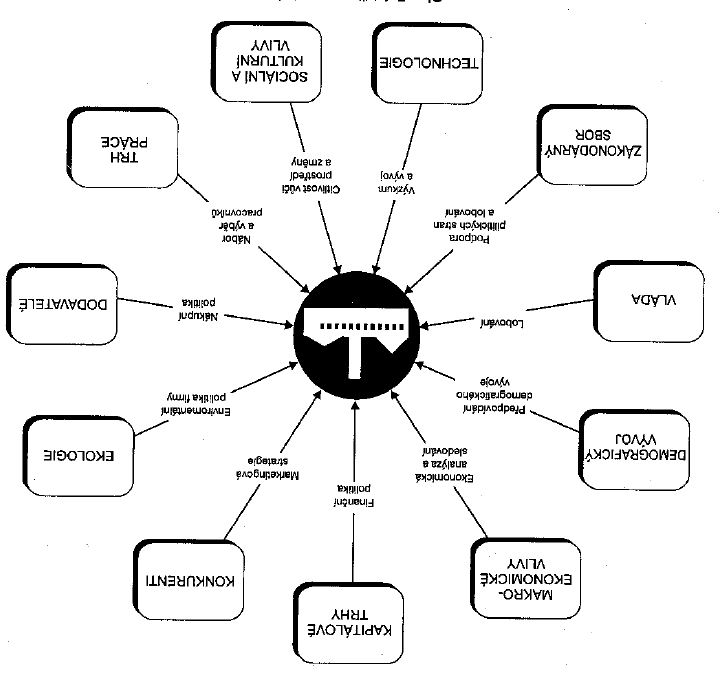 KAPITÁLOVÉ
TRHY
MAKRO-
EKONOMICKÉ
VLIVY
KONKURENTI
Finanční
politika
Ekonomická
analýza a
sledování
Marketingová
strategie
DEMOGRAFICKÝ
VÝVOJ
EKOLOGIE
Předpovídání
demografického
vývoje
Enviromentální
politika firmy
VLÁDA
Lobování
Nákupní
politika
DODAVATELÉ
Podpora
plitických stran
a lobování
Nábor
a výběr
pracovníků
ZÁKONODÁRNÝ
SBOR
Výzkum
a vývoj
Citlivost vůči
prostředí
a změny
TRH
PRÁCE
TECHNOLOGIE
SOCIÁLNÍ A
KULTURNÍ
VLIVY